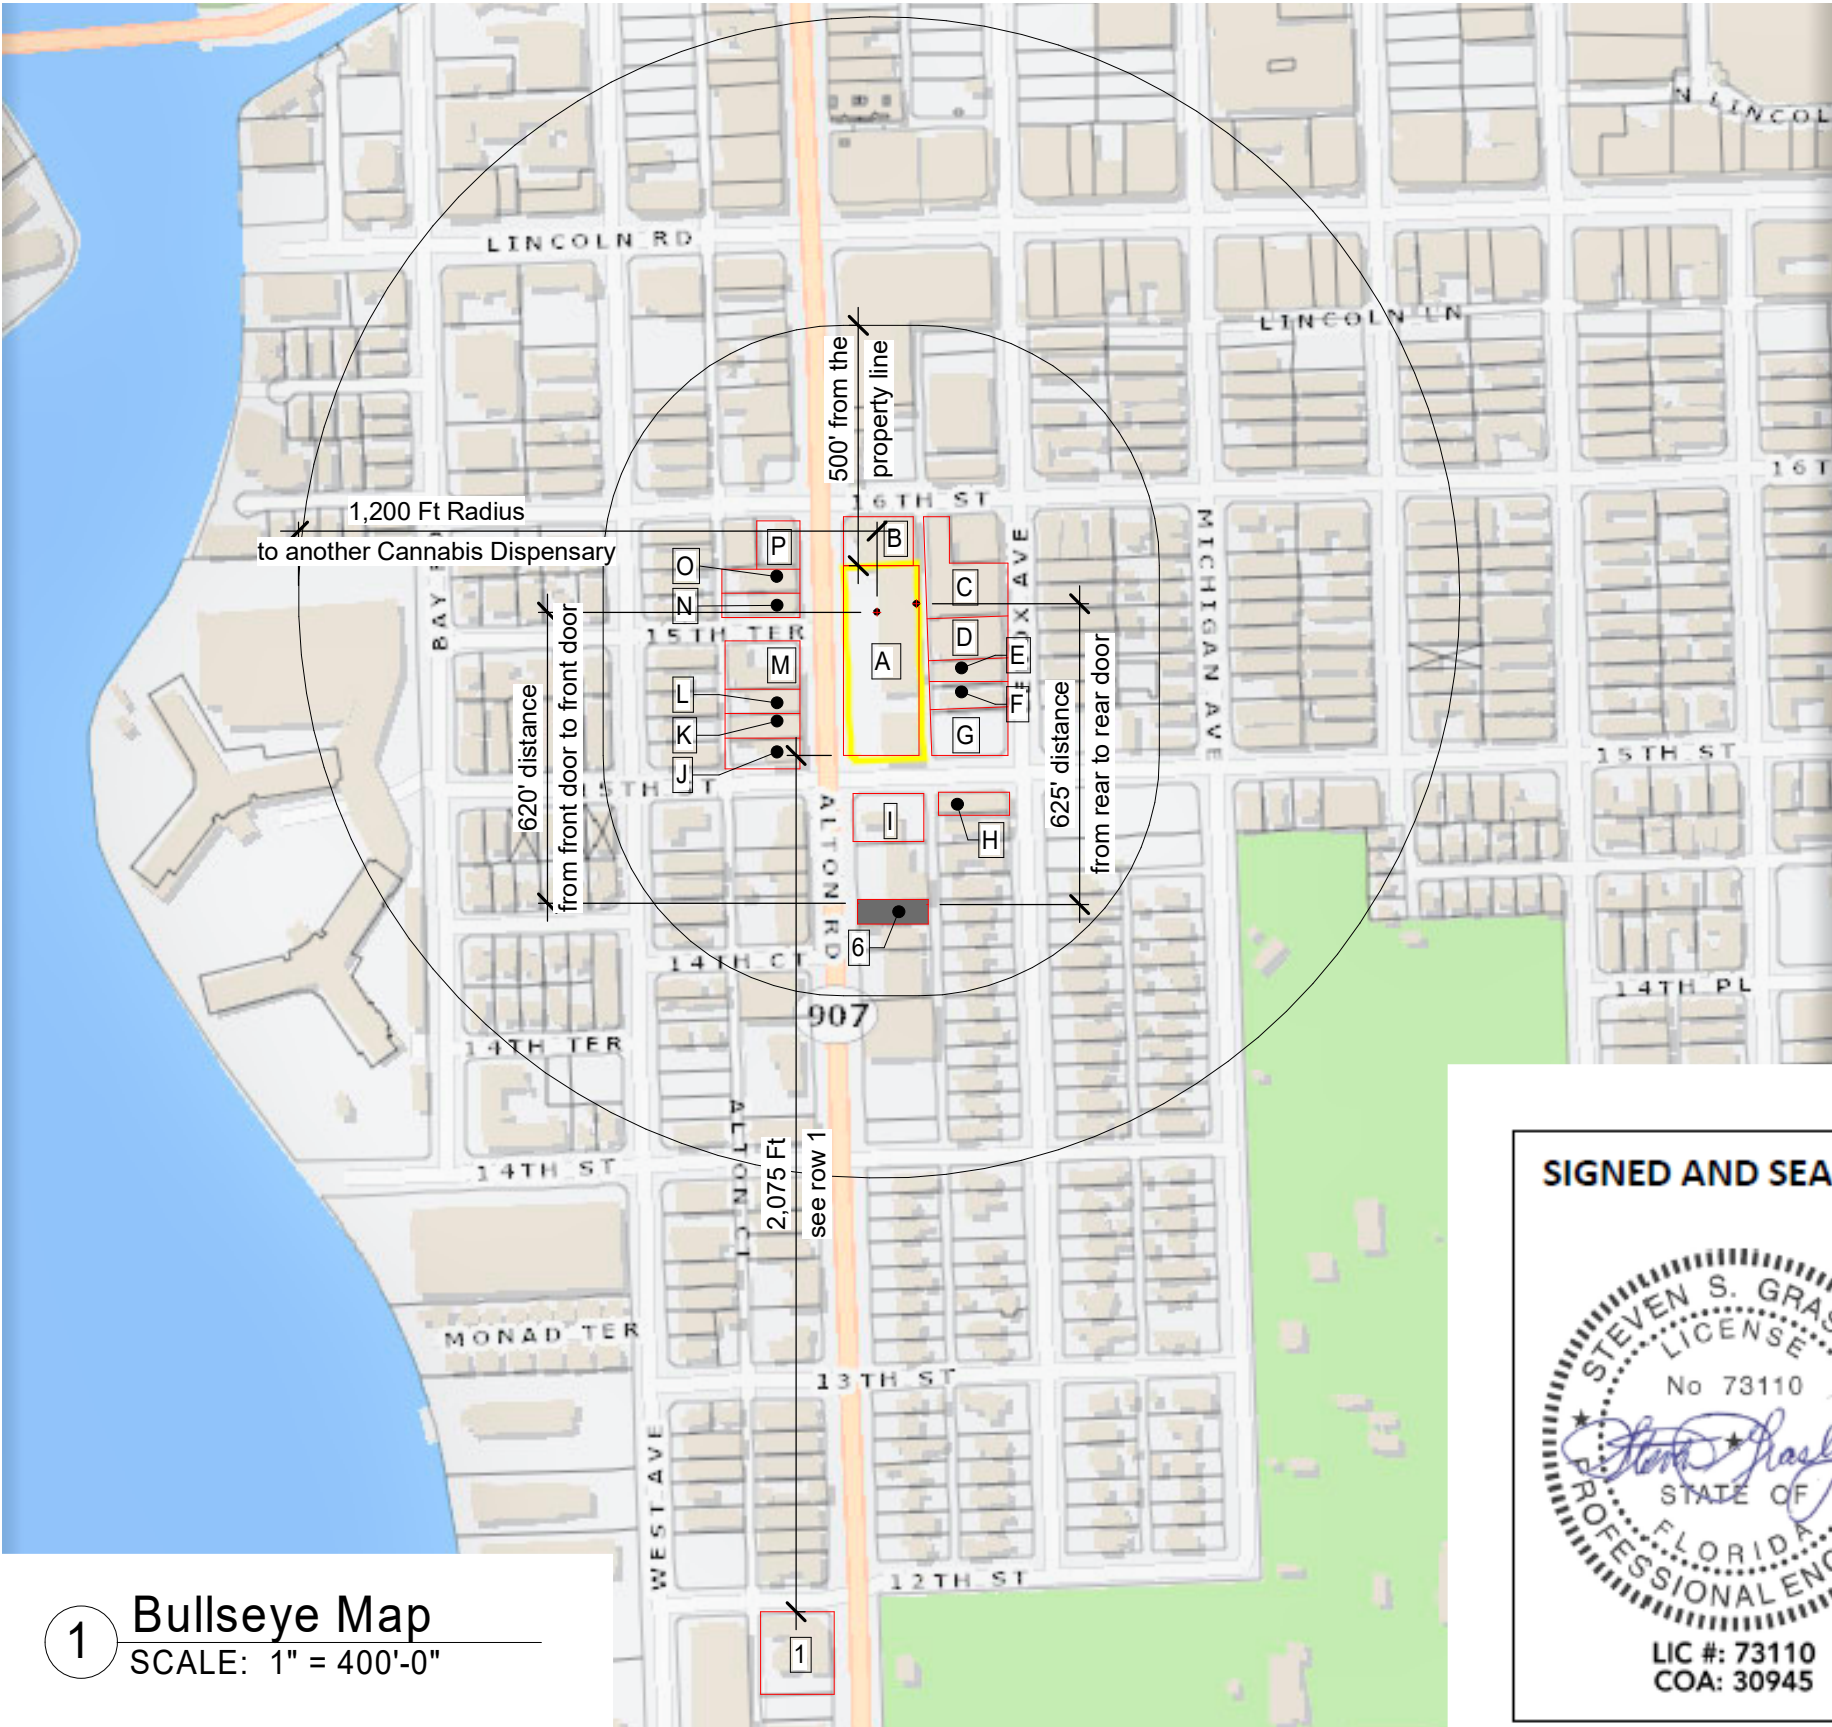 N LINCOL
LINCOLN RD
LINCOLN LN
500' from the
property line
16TH ST
16T
1,200 Ft Radius
to another Cannabis Dispensary
BAY
P
B
O
N
C
15TH TER
D
E
A
M
F
L
K
G
J
MICHIGAN AVE
X AVE
620' distance
from front door to front door
625' distance
from rear to rear door
15TH ST
ALTON RD
I
H
6
14TH CT
907
14TH PL
14TH TER
ALTON CT
2,075 Ft
see row 1
14TH ST
MONAD TER
13TH ST
WEST AVE
12TH ST
1
1
Bullseye Map
SCALE: 1" = 400'-0"
SIGNED AND SEA
STEVEN S. GRAS
LICENSE
No 73110
STATE OF
FLORIDA
PROFESSIONAL ENG
LIC #: 73110
COA: 30945